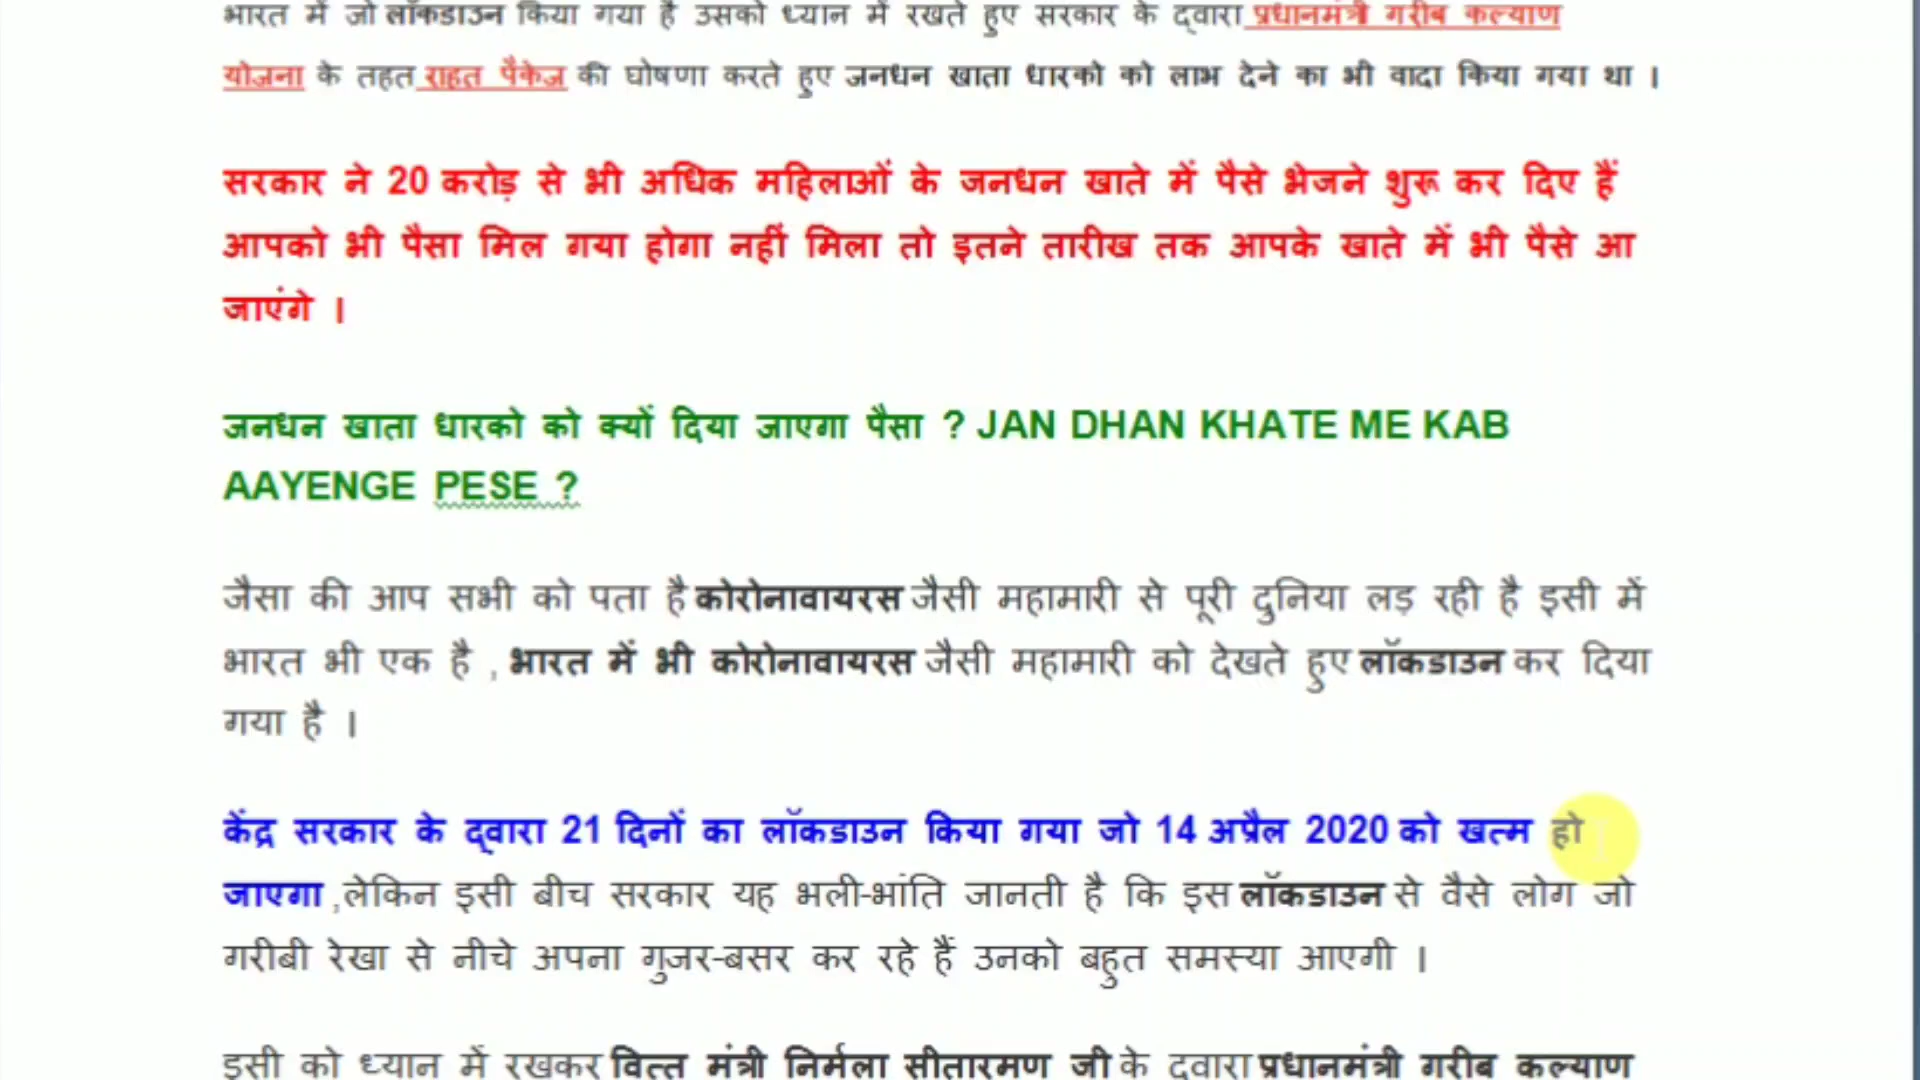 भारत में जो लॉकडाउन किया गया है उसको ध्यान में रखते हुए सरकार के द्वारा प्रधानमंत्री गरीब कल्याण
योजना के तहत राहत पैकेज की घोषणा करते हुए जनधन खाता धारको को लाभ देने का भी वादा किया गया था ।
सरकार ने 20 करोड़ से भी अधिक महिलाओं के जनधन खाते में पैसे भेजने शुरू कर दिए हैं
आपको भी पैसा मिल गया होगा नहीं मिला तो इतने तारीख तक आपके खाते में भी पैसे आ
जाएंगे ।
जनधन खाता धारको को क्यों दिया जाएगा पैसा ? JAN DHAN KHATE ME KAB
AAYENGE PESE ?
जैसा की आप सभी को पता है कोरोनावायरस जैसी महामारी से पूरी दुनिया लड़ रही है इसी में
भारत भी एक है , भारत में भी कोरोनावायरस जैसी महामारी को देखते हुए लॉकडाउन कर दिया
गया है ।
केंद्र सरकार के द्वारा 21 दिनों का लॉकडाउन किया गया जो 14 अप्रैल 2020 को खत्म हो
जाएगा ,लेकिन इसी बीच सरकार यह भली-भांति जानती है कि इस लॉकडाउन से वैसे लोग जो
गरीबी रेखा से नीचे अपना गुजर-बसर कर रहे हैं उनको बहुत समस्या आएगी ।
इसी को ध्यान में रखकर वित्त मंत्री निर्मला सीतारमण जी के द्वारा प्रधानमंत्री गरीब कल्याण